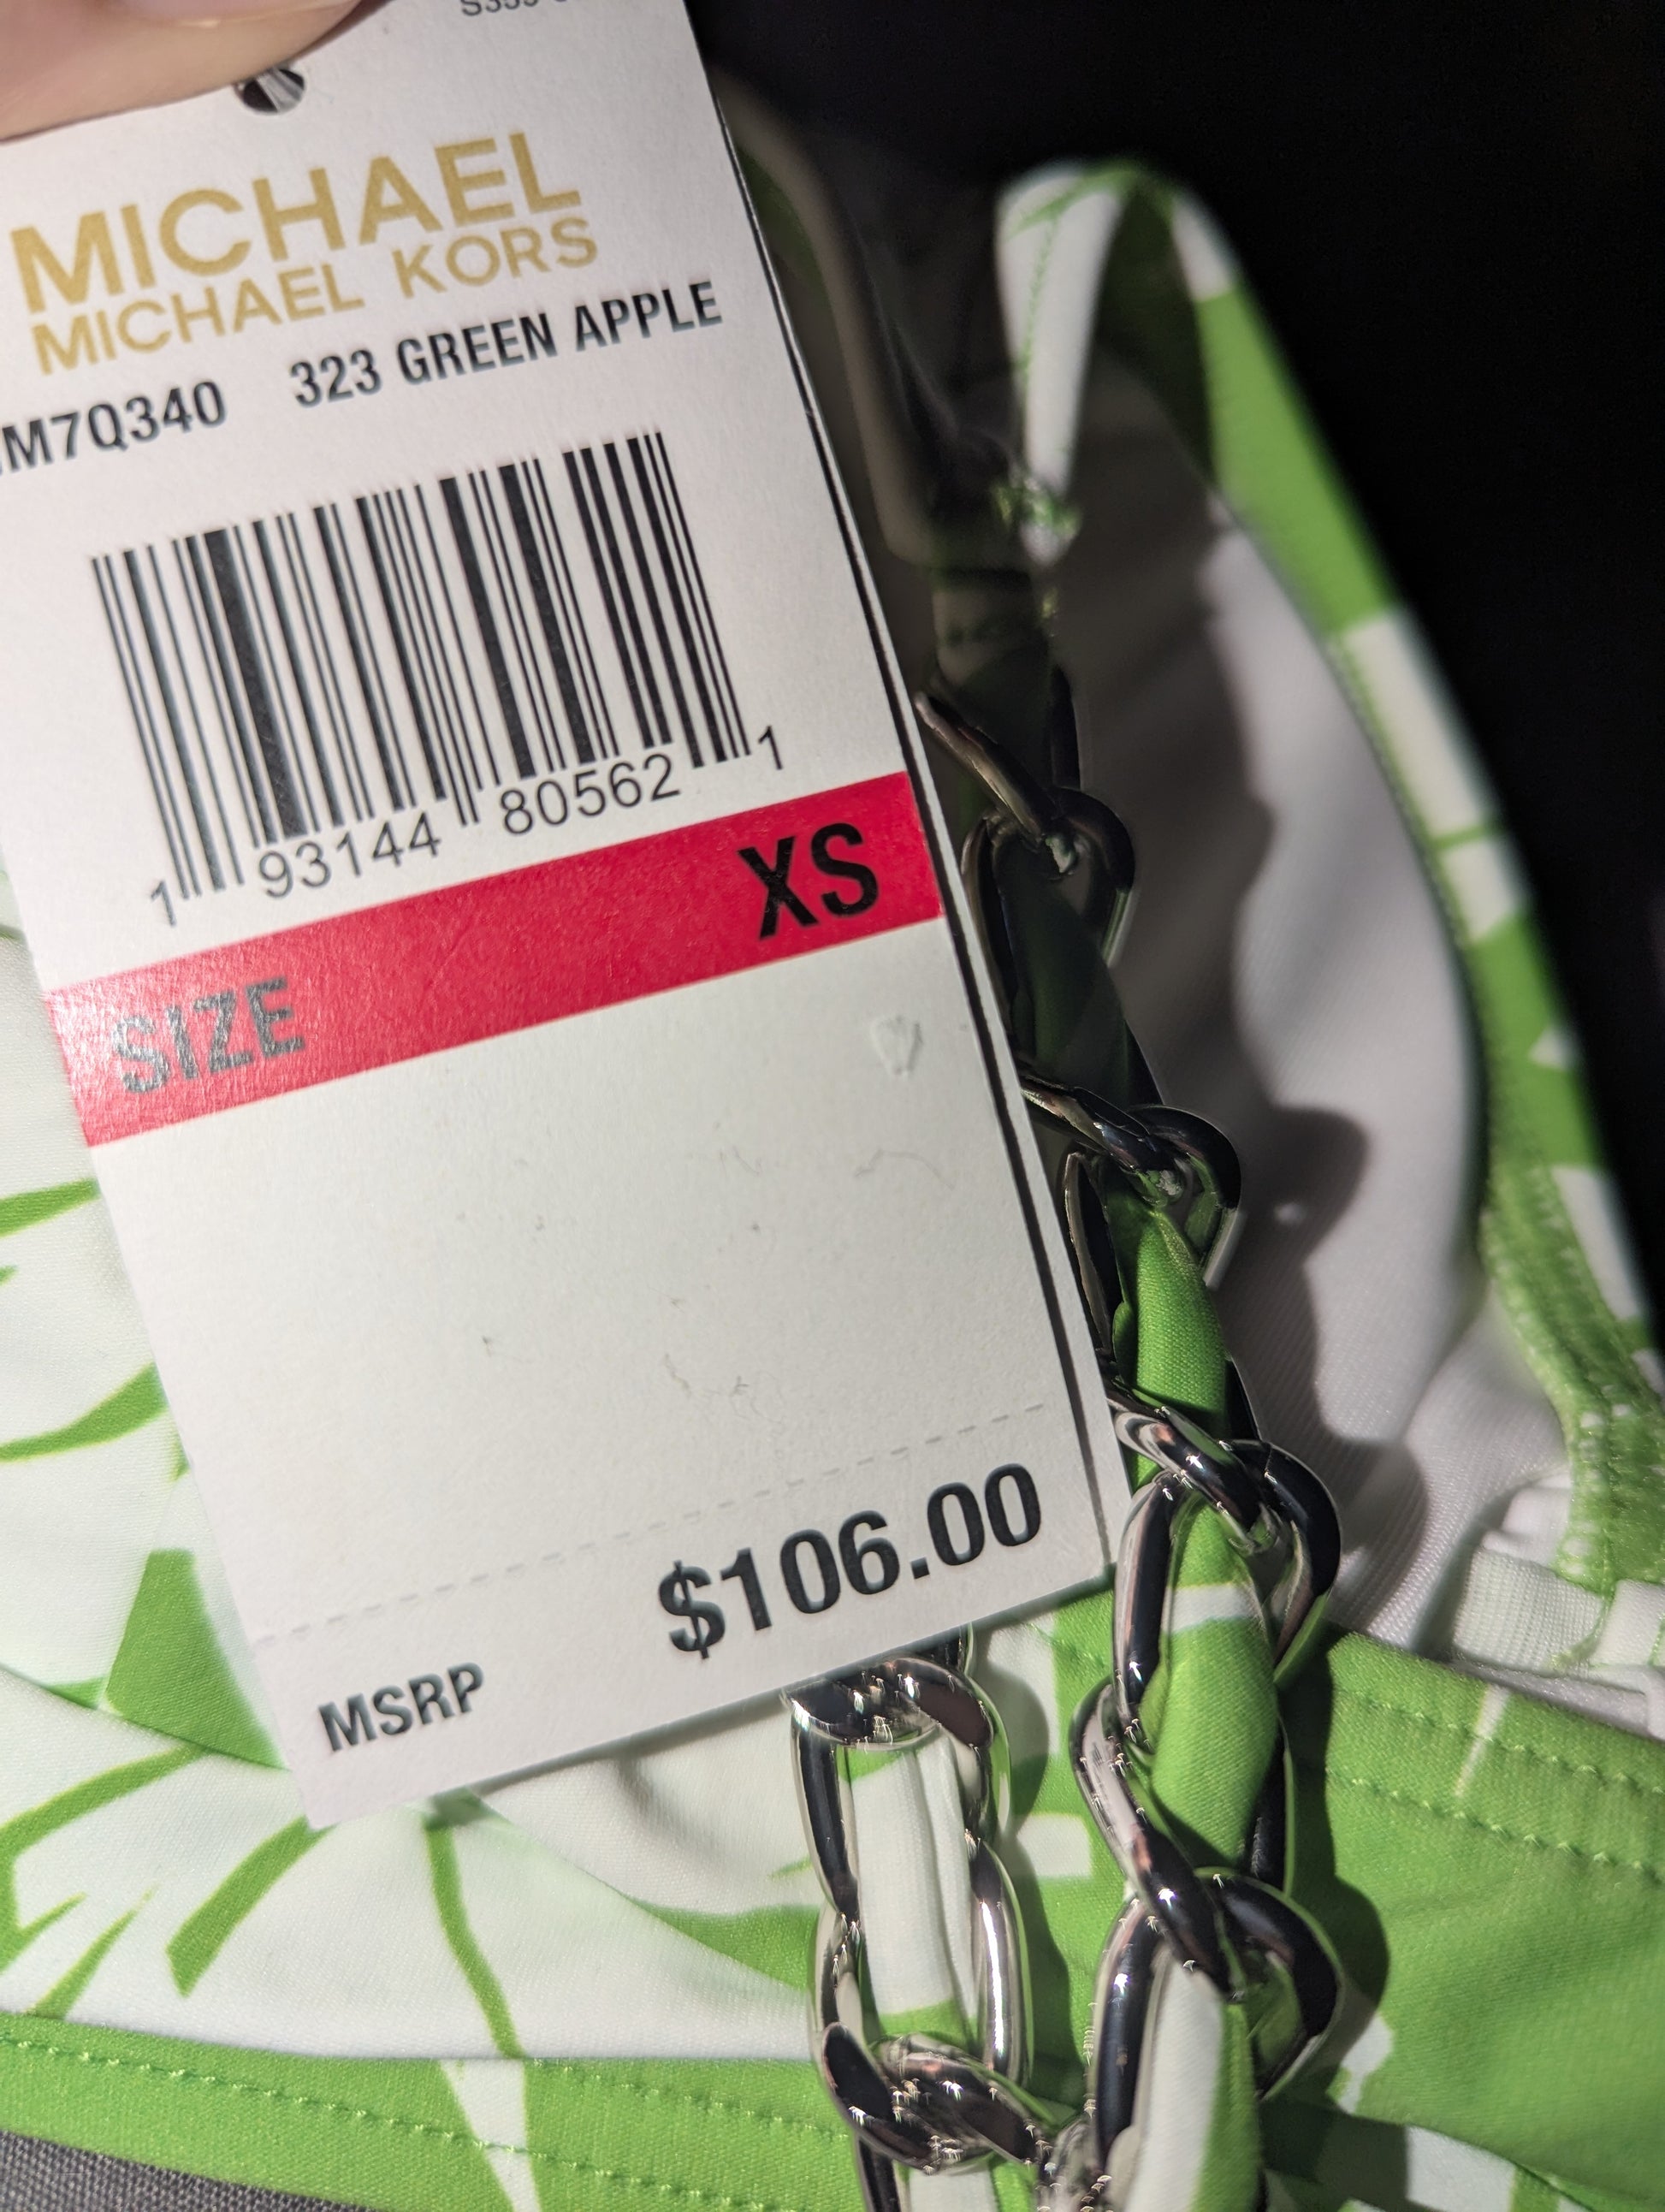 MICHAEL
MICHAEL KORS
M7Q340 323 GREEN APPLE
1 93144 80562 1
SIZE XS
MSRP $106.00